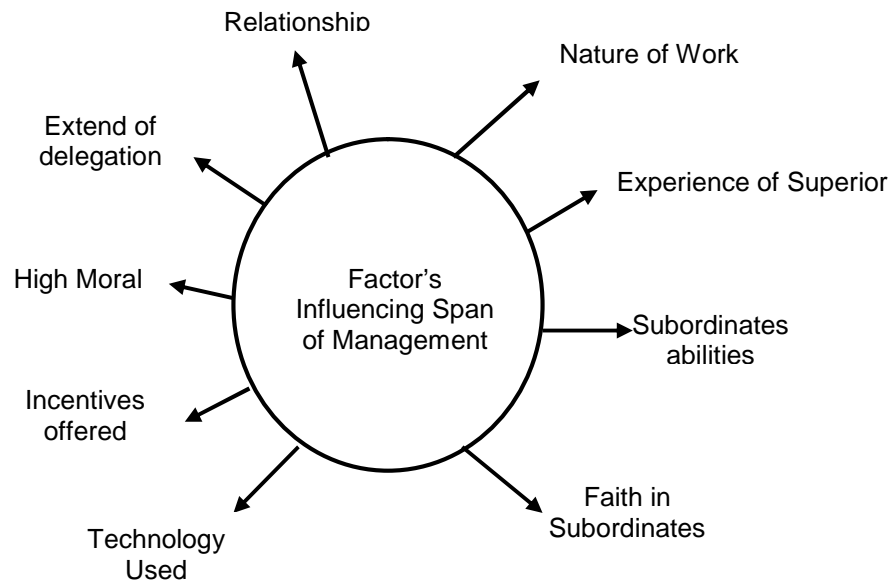 Relationship
Nature of Work
Extend of
delegation
Experience of Superior
High Moral
Factor's
Influencing Span
of Management
Subordinates
abilities
Incentives
offered
Faith in
Subordinates
Technology
Used